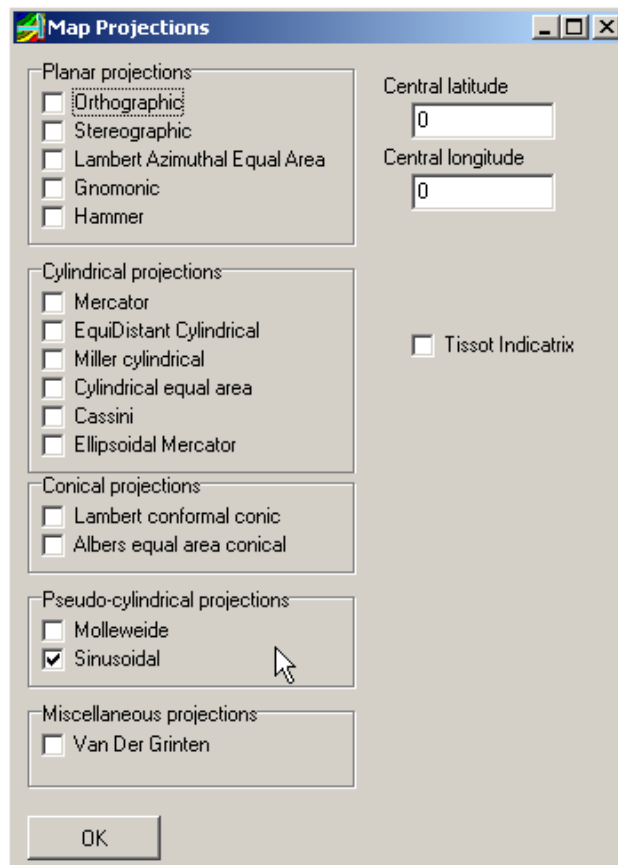 Map Projections
Planar projections
Orthographic
Stereographic
Lambert Azimuthal Equal Area
Gnomonic
Hammer
Central latitude
0
Central longitude
0
Cylindrical projections
Mercator
EquiDistant Cylindrical
Miller cylindrical
Cylindrical equal area
Cassini
Ellipsoidal Mercator
Tissot Indicatrix
Conical projections
Lambert conformal conic
Albers equal area conical
Pseudo-cylindrical projections
Molleweide
Sinusoidal
Miscellaneous projections
Van Der Grinten
OK